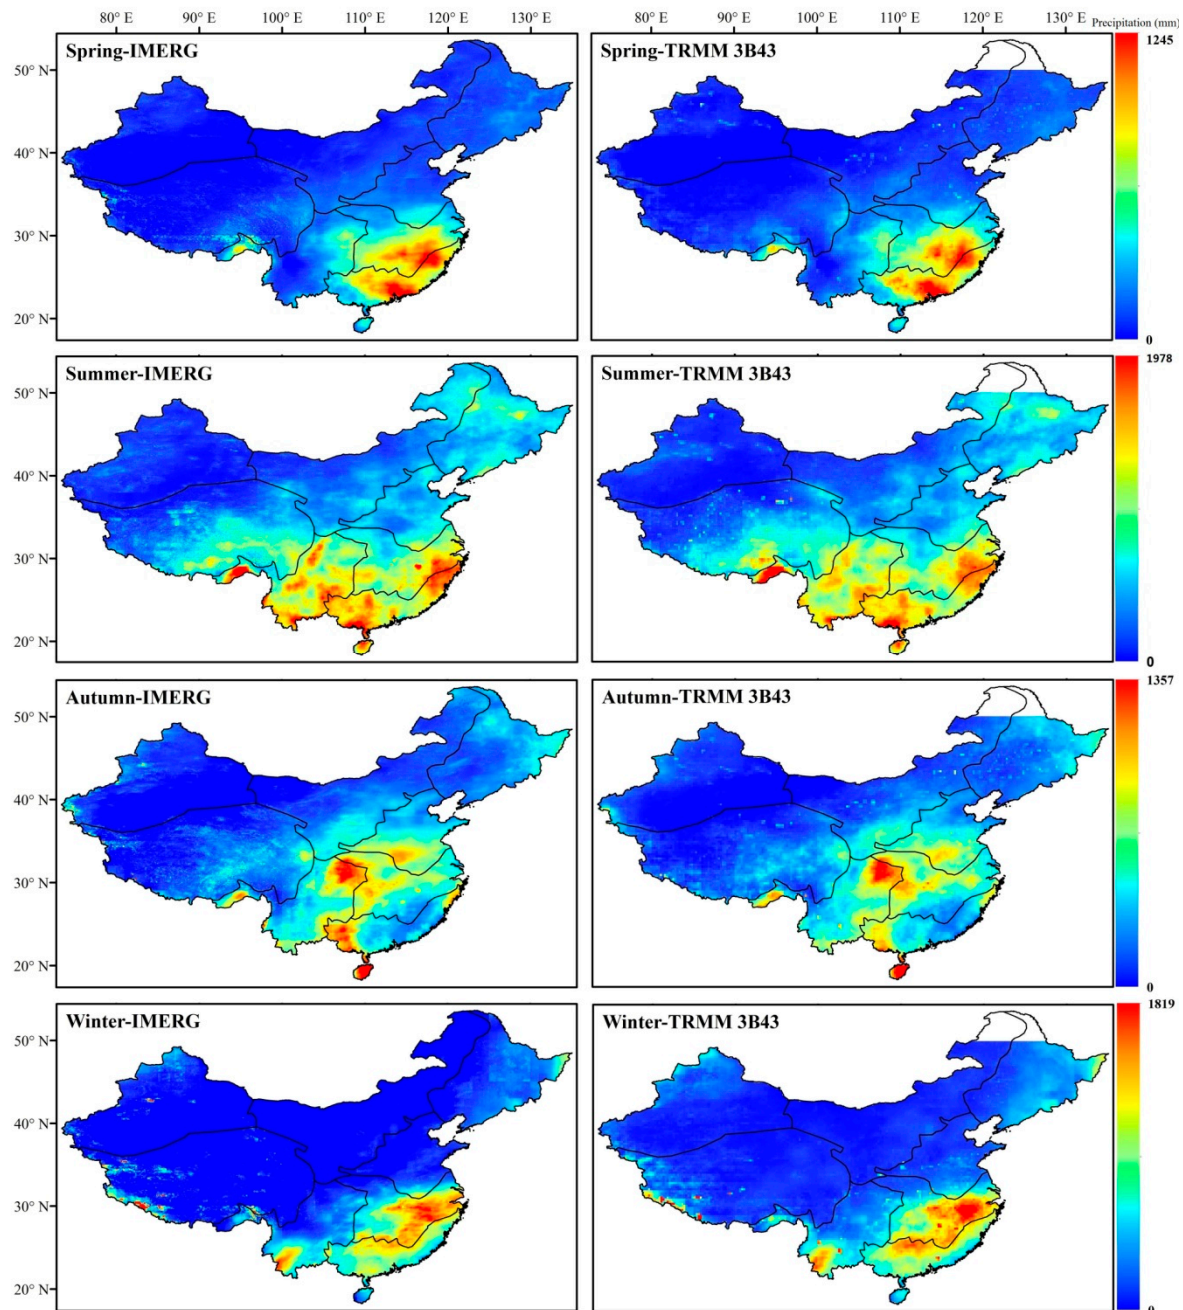 80° E 90° E 100° E 110° E 120° E 130° E 80° E 90° E 100° E 110° E 120° E 130° E Precipitation (mm)
Spring-IMERG Spring-TRMM 3B43 1245
50° N
40° N
30° N
20° N
0
Summer-IMERG Summer-TRMM 3B43 1978
50° N
40° N
30° N
20° N
0
Autumn-IMERG Autumn-TRMM 3B43 1357
50° N
40° N
30° N
20° N
0
Winter-IMERG Winter-TRMM 3B43 1819
50° N
40° N
30° N
20° N
0